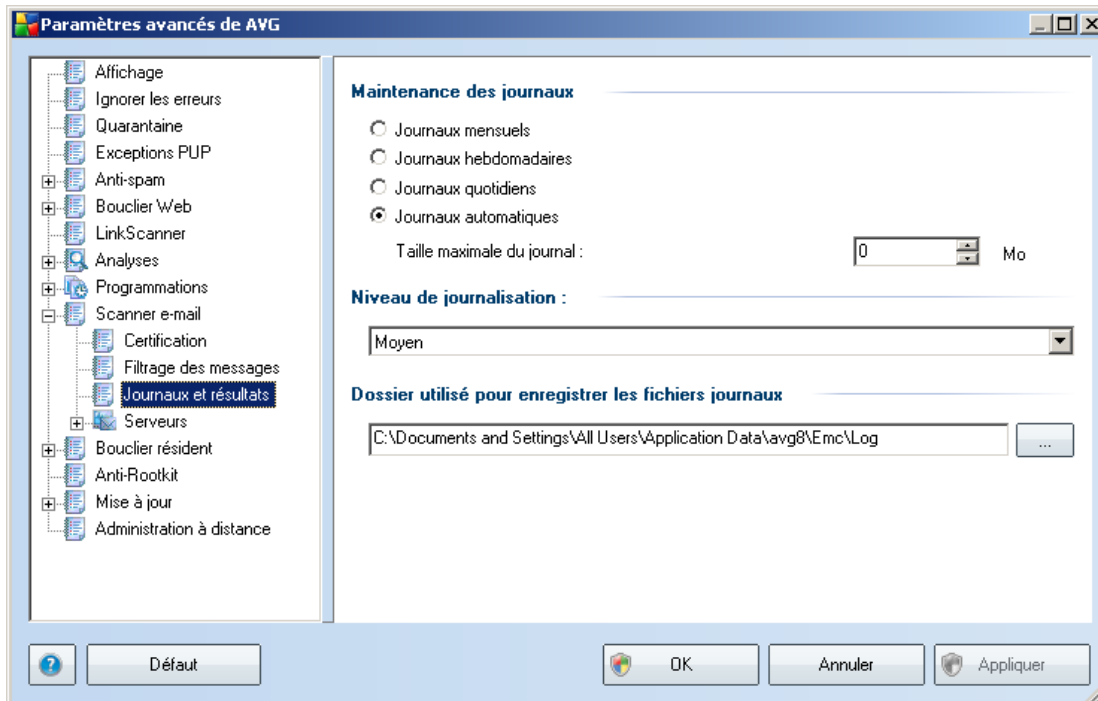 Paramètres avancés de AVG
Affichage
Ignorer les erreurs
Quarantaine
Exceptions PUP
Anti-spam
Bouclier Web
LinkScanner
Analyses
Programmations
Scanner e-mail
Certification
Filtrage des messages
Journaux et résultats
Serveurs
Bouclier résident
Anti-Rootkit
Mise à jour
Administration à distance
Maintenance des journaux
Journaux mensuels
Journaux hebdomadaires
Journaux quotidiens
Journaux automatiques
Taille maximale du journal : 0 Mo
Niveau de journalisation :
Moyen
Dossier utilisé pour enregistrer les fichiers journaux
C:\Documents and Settings\All Users\Application Data\avg8\Emc\Log ...
? Défaut OK Annuler Appliquer